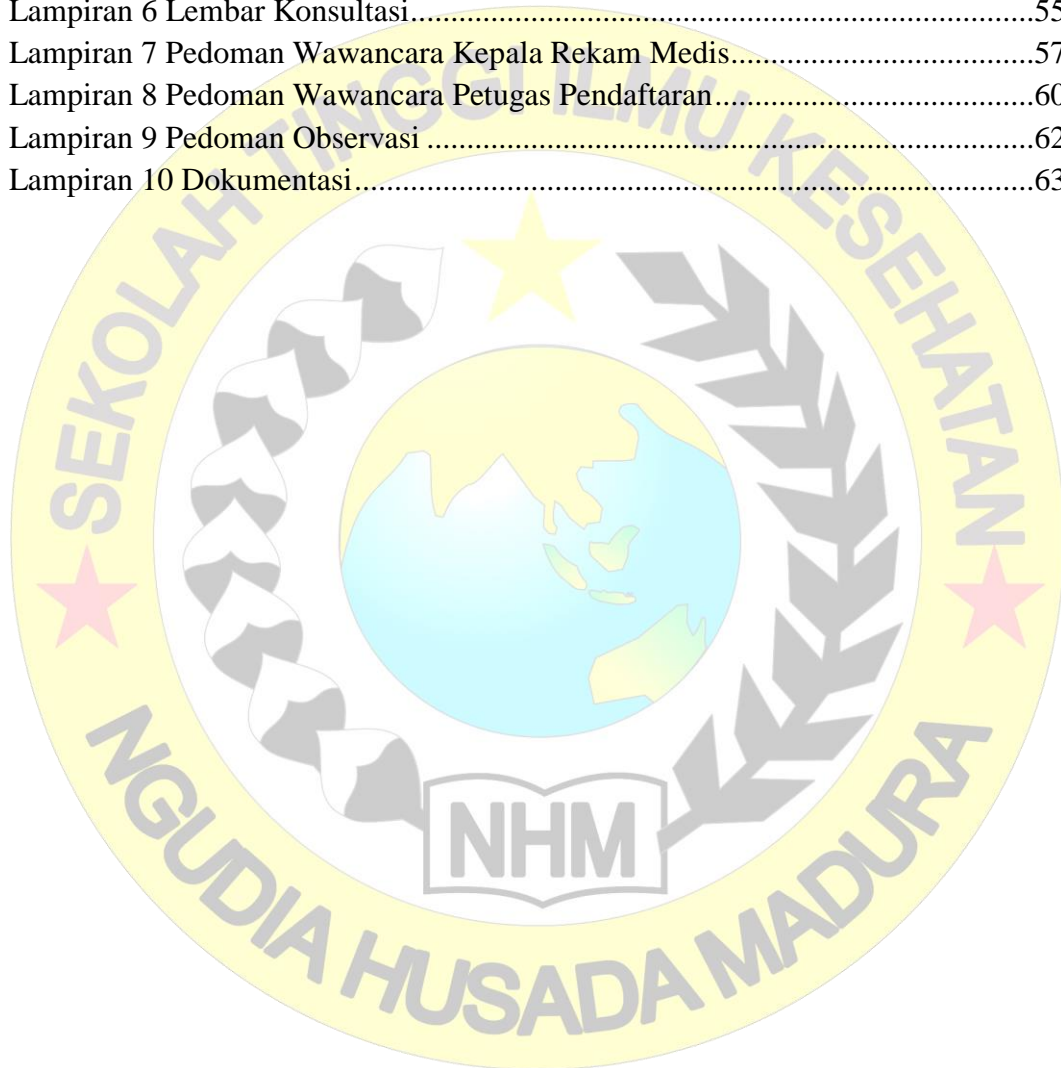 Lampiran 6 Lembar Konsultasi....................................................................................55
Lampiran 7 Pedoman Wawancara Kepala Rekam Medis..........................................57
Lampiran 8 Pedoman Wawancara Petugas Pendaftaran............................................60
Lampiran 9 Pedoman Observasi ................................................................................62
Lampiran 10 Dokumentasi.........................................................................................63
SEKOLAH TINGGI ILMU KESEHATAN
NHM
NGUDIA HUSADA MADURA